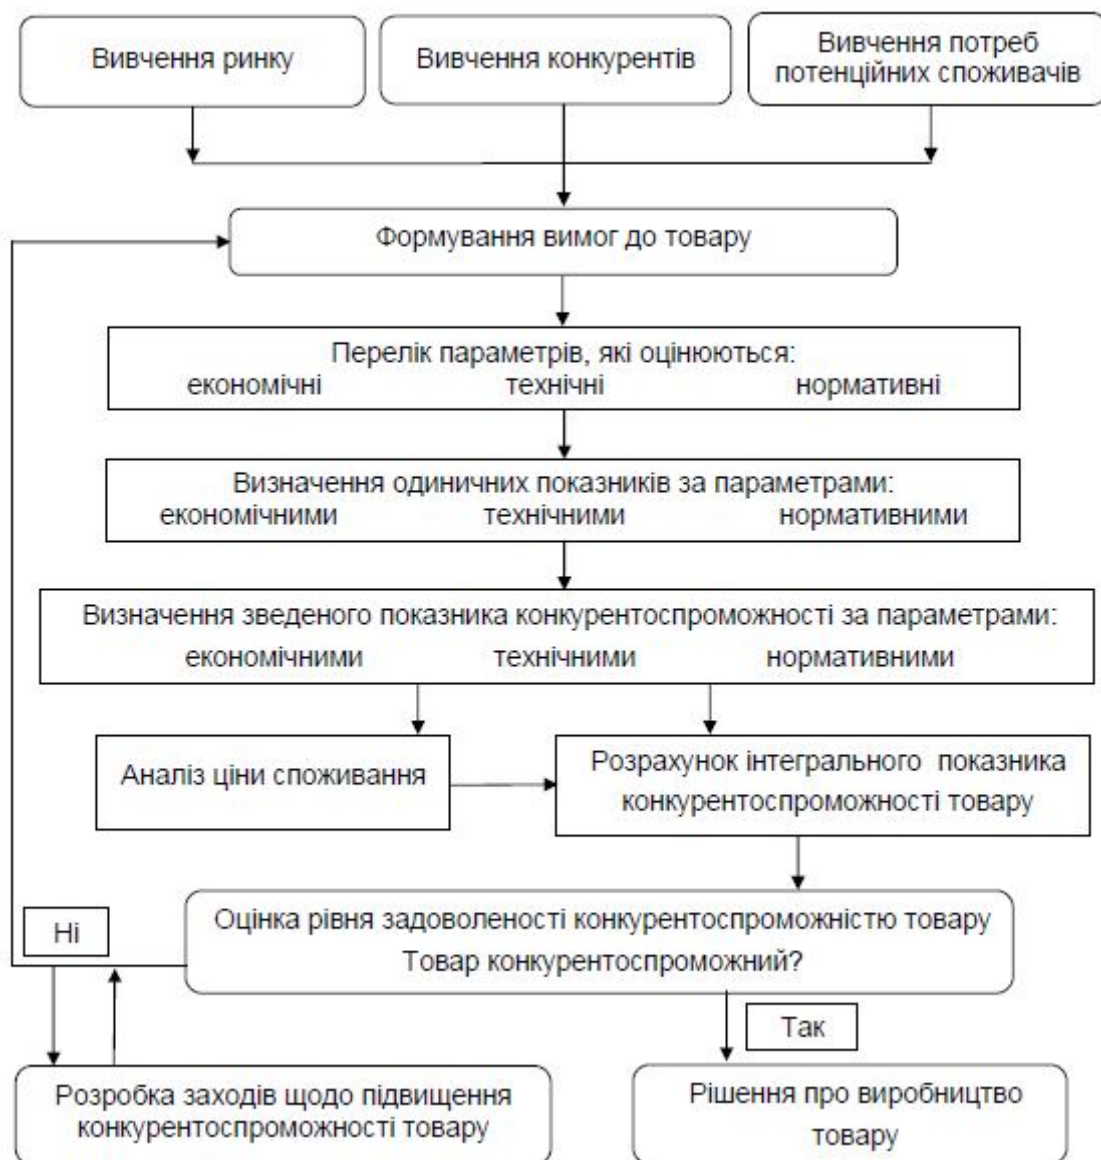 Вивчення ринку
Вивчення конкурентів
Вивчення потреб
потенційних споживачів
Формування вимог до товару
Перелік параметрів, які оцінюються:
економічні технічні нормативні
Визначення одиничних показників за параметрами:
економічними технічними нормативними
Визначення зведеного показника конкурентоспроможності за параметрами:
економічними технічними нормативними
Аналіз ціни споживання
Розрахунок інтегрального показника
конкурентоспроможності товару
Оцінка рівня задоволеності конкурентоспроможністю товару
Товар конкурентоспроможний?
Ні
Так
Розробка заходів щодо підвищення
конкурентоспроможності товару
Рішення про виробництво
товару